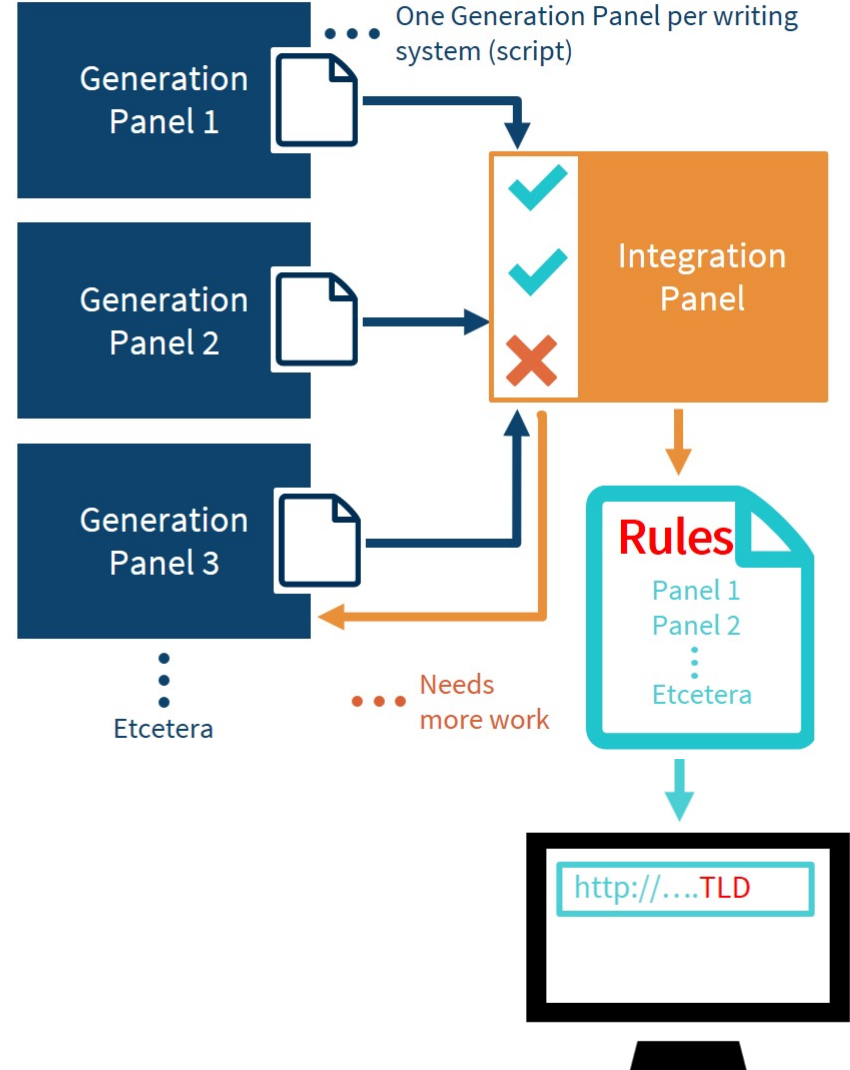 One Generation Panel per writing
system (script)
Generation
Panel 1
Generation
Panel 2
Integration
Panel
Generation
Panel 3
Rules
Panel 1
Panel 2
Etcetera
Needs
more work
Etcetera
http://....TLD